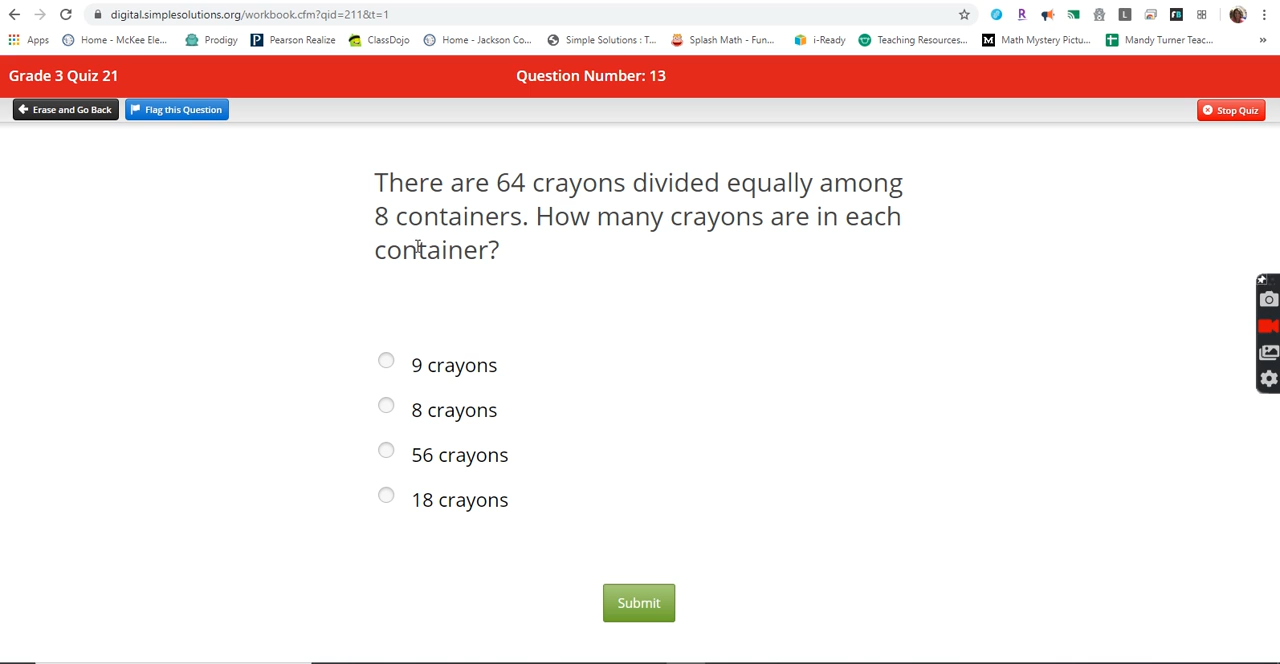 digital.simplesolutions.org/workbook.cfm?qid=211&t=1
Apps Home - McKee Ele... Prodigy Pearson Realize ClassDojo Home - Jackson Co... Simple Solutions : T... Splash Math - Fun... i-Ready Teaching Resources... Math Mystery Pictu... Mandy Turner Teac... »
Grade 3 Quiz 21 Question Number: 13
Erase and Go Back Flag this Question Stop Quiz
There are 64 crayons divided equally among
8 containers. How many crayons are in each
container?
9 crayons
8 crayons
56 crayons
18 crayons
Submit